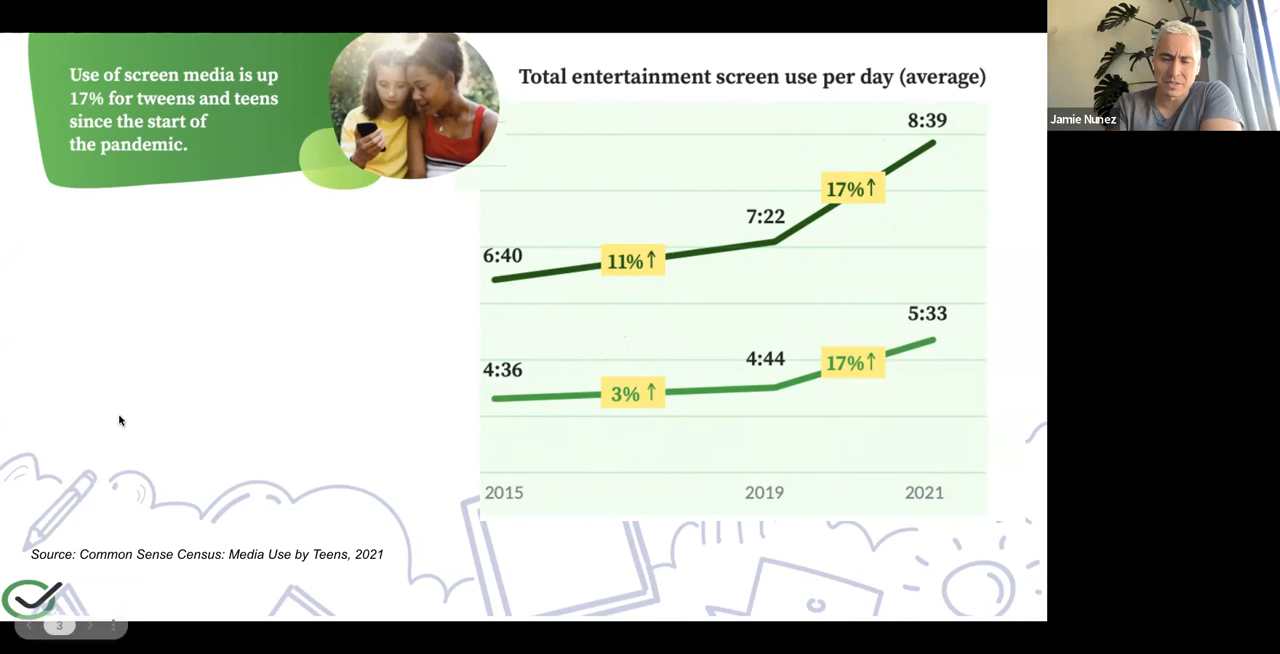 Use of screen media is up
17% for tweens and teens
since the start of
the pandemic.
Total entertainment screen use per day (average)
8:39
17%↑
7:22
6:40
11%↑
5:33
4:36
4:44
17%↑
3% ↑
2015
2019
2021
Source: Common Sense Census: Media Use by Teens, 2021
3
Jamie Nunez